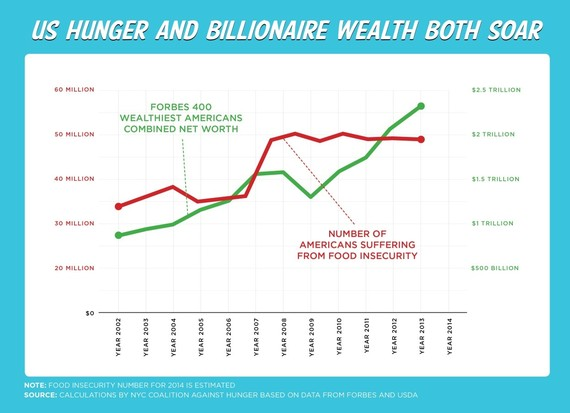 US HUNGER AND BILLIONAIRE WEALTH BOTH SOAR
60 MILLION
50 MILLION
40 MILLION
30 MILLION
20 MILLION
$0
$2.5 TRILLION
$2 TRILLION
$1.5 TRILLION
$1 TRILLION
$500 BILLION
FORBES 400
WEALTHIEST AMERICANS
COMBINED NET WORTH
NUMBER OF
AMERICANS SUFFERING
FROM FOOD INSECURITY
YEAR 2002
YEAR 2003
YEAR 2004
YEAR 2005
YEAR 2006
YEAR 2007
YEAR 2008
YEAR 2009
YEAR 2010
YEAR 2011
YEAR 2012
YEAR 2013
YEAR 2014
NOTE: FOOD INSECURITY NUMBER FOR 2014 IS ESTIMATED
SOURCE: CALCULATIONS BY NYC COALITION AGAINST HUNGER BASED ON DATA FROM FORBES AND USDA